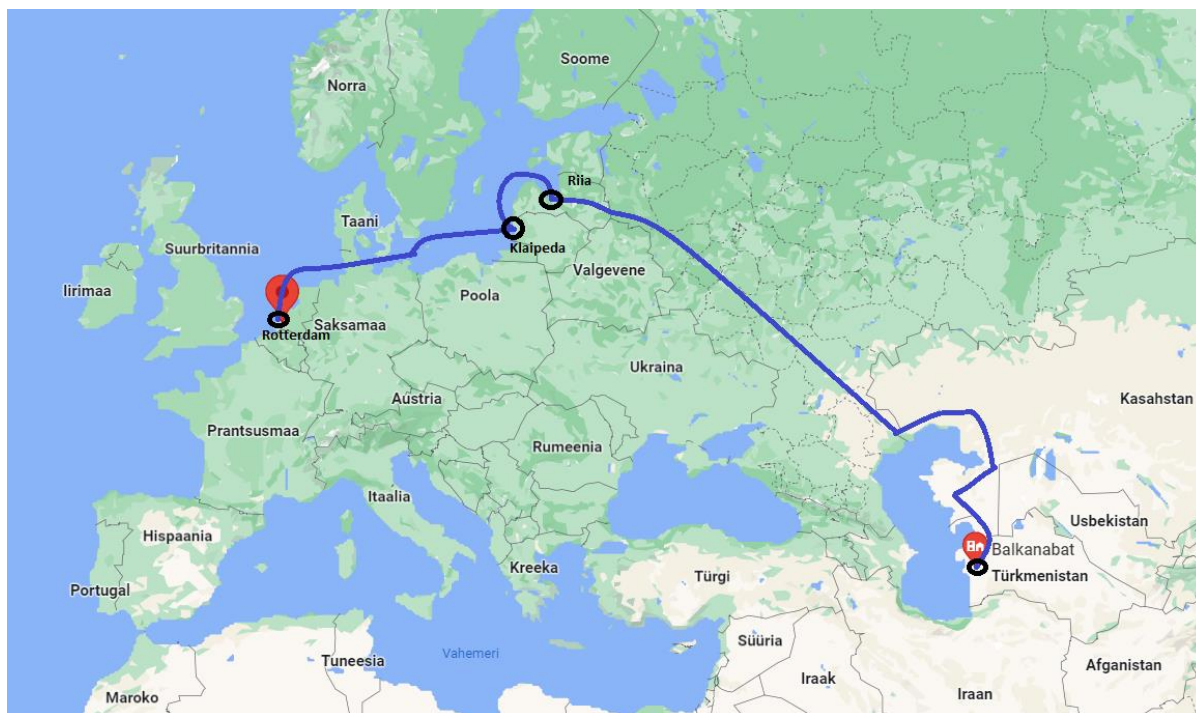 Soome
Norra
Riia
Taani
Suurbritannia
Klaipeda
Valgevene
Iirimaa
Poola
Rotterdam
Saksamaa
Ukraina
Kasahstan
Austria
Prantsusmaa
Rumeenia
Itaalia
Usbekistan
Hispaania
Balkanabat
Kreeka
Türgi
Türkmenistan
Portugal
Süüria
Vahemeri
Tuneesia
Afganistan
Iraak
Iraan
Maroko